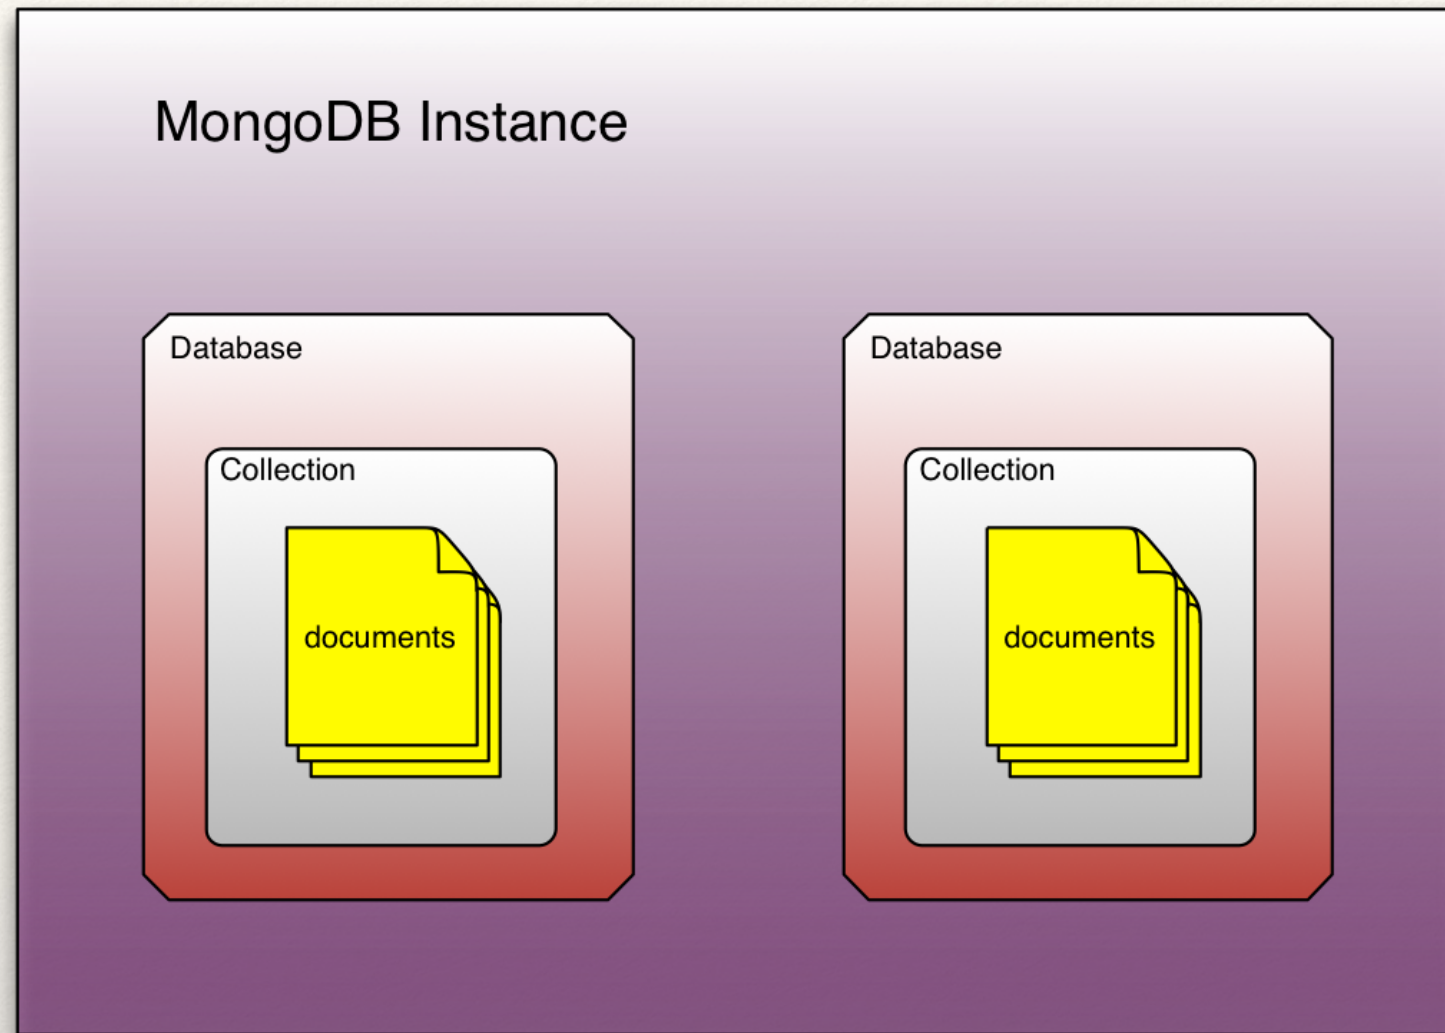 MongoDB Instance
Database
Collection
documents
Database
Collection
documents